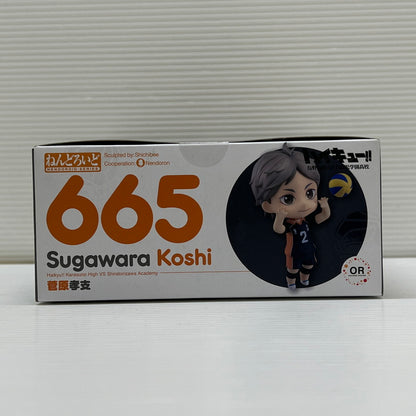 ねんどろいど
NENDOROID SERIES
Sculpted by Shichibee
Cooperation Nendoron
ハイキュー!!
665
Sugawara Koshi
Haikyu!! Karasuno High VS Shiratorizawa Academy
菅原孝支
2
OR